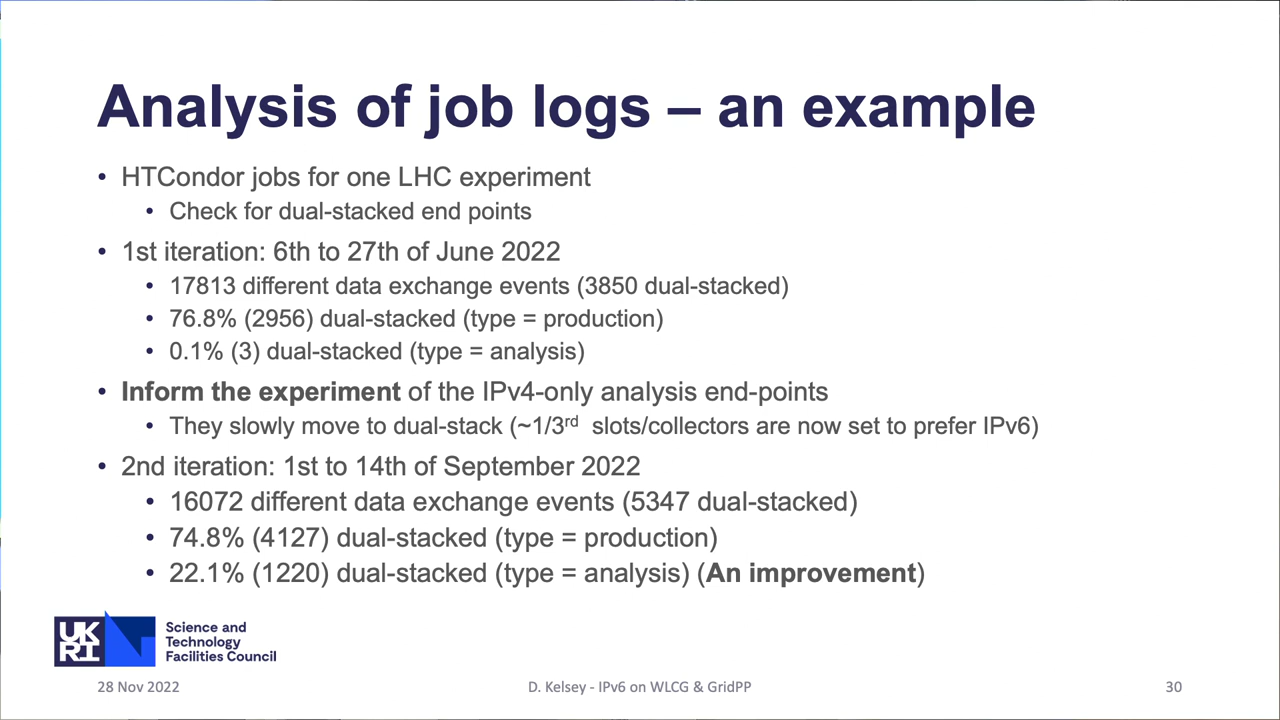 Analysis of job logs – an example
• HTCondor jobs for one LHC experiment
• Check for dual-stacked end points
• 1st iteration: 6th to 27th of June 2022
• 17813 different data exchange events (3850 dual-stacked)
• 76.8% (2956) dual-stacked (type = production)
• 0.1% (3) dual-stacked (type = analysis)
• Inform the experiment of the IPv4-only analysis end-points
• They slowly move to dual-stack (~1/3rd slots/collectors are now set to prefer IPv6)
• 2nd iteration: 1st to 14th of September 2022
• 16072 different data exchange events (5347 dual-stacked)
• 74.8% (4127) dual-stacked (type = production)
• 22.1% (1220) dual-stacked (type = analysis) (An improvement)
UK
RI
Science and
Technology
Facilities Council
28 Nov 2022
D. Kelsey - IPv6 on WLCG & GridPP
30